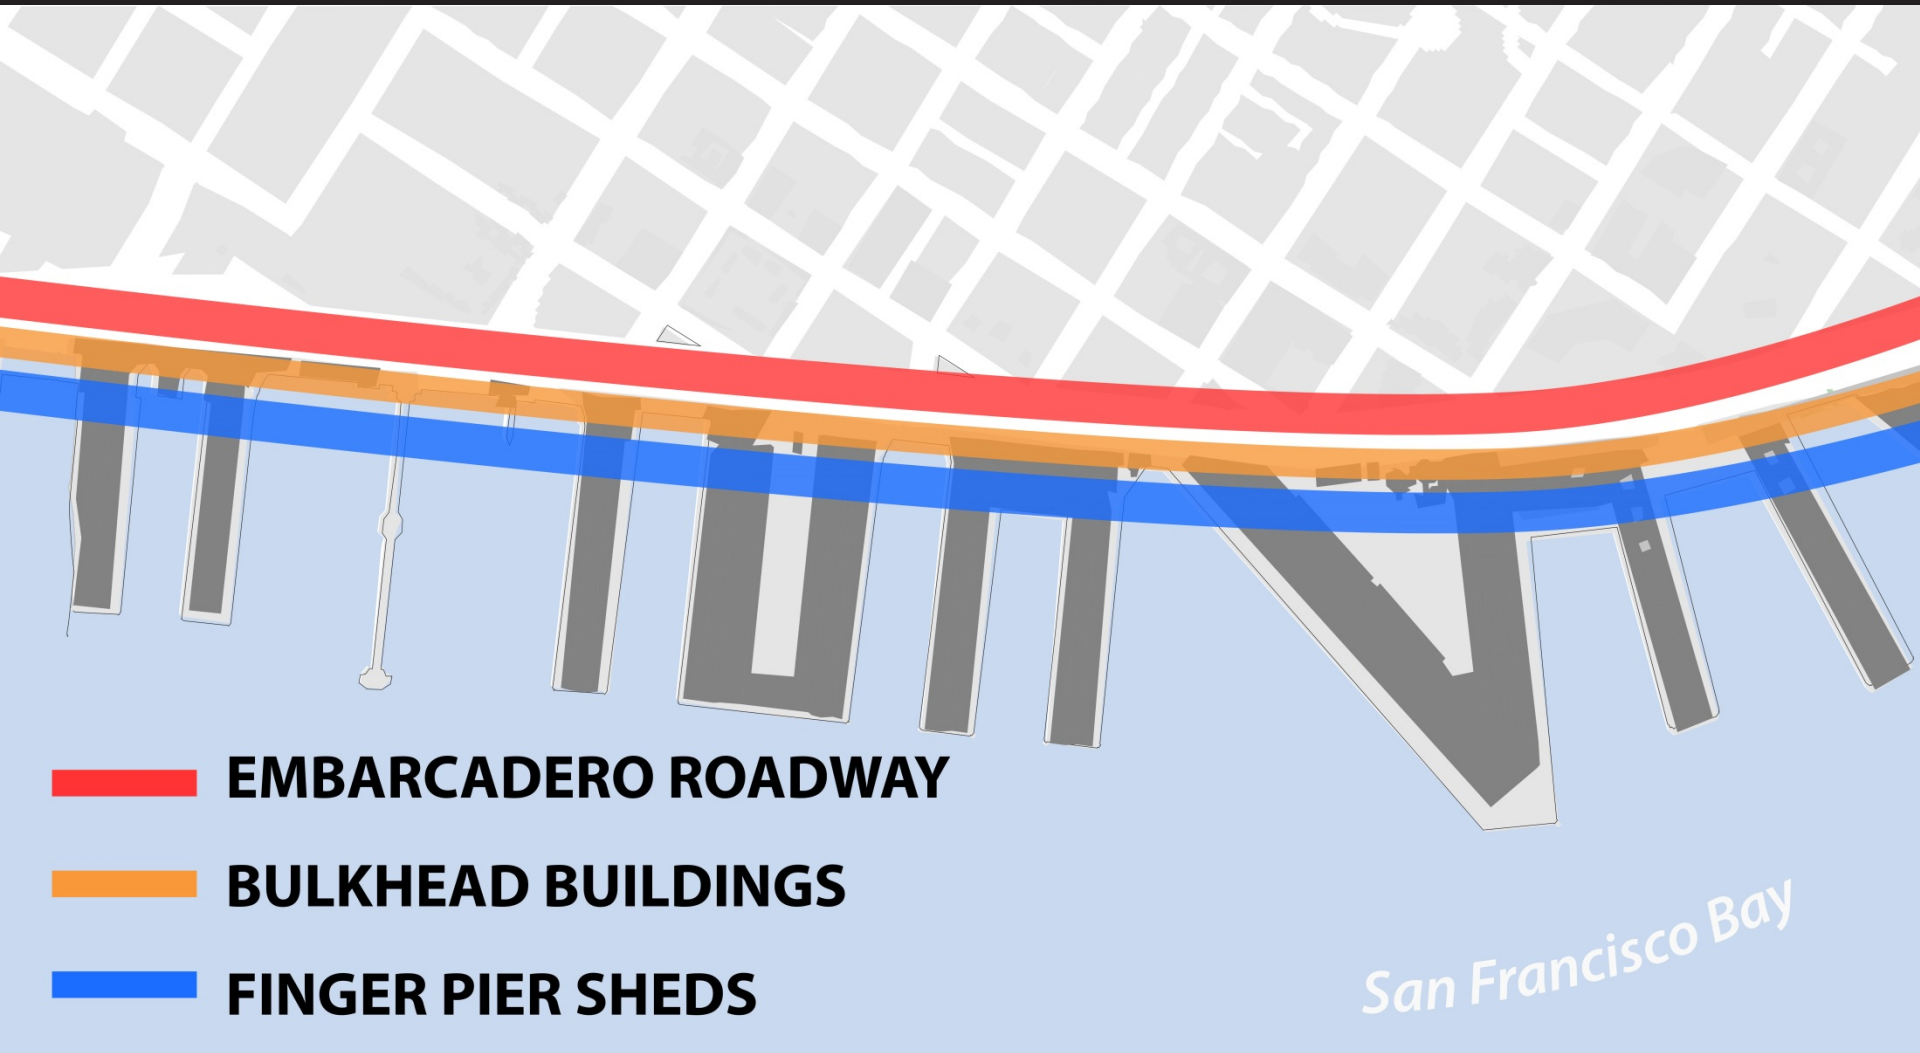 EMBARCADERO ROADWAY
BULKHEAD BUILDINGS
FINGER PIER SHEDS
San Francisco Bay